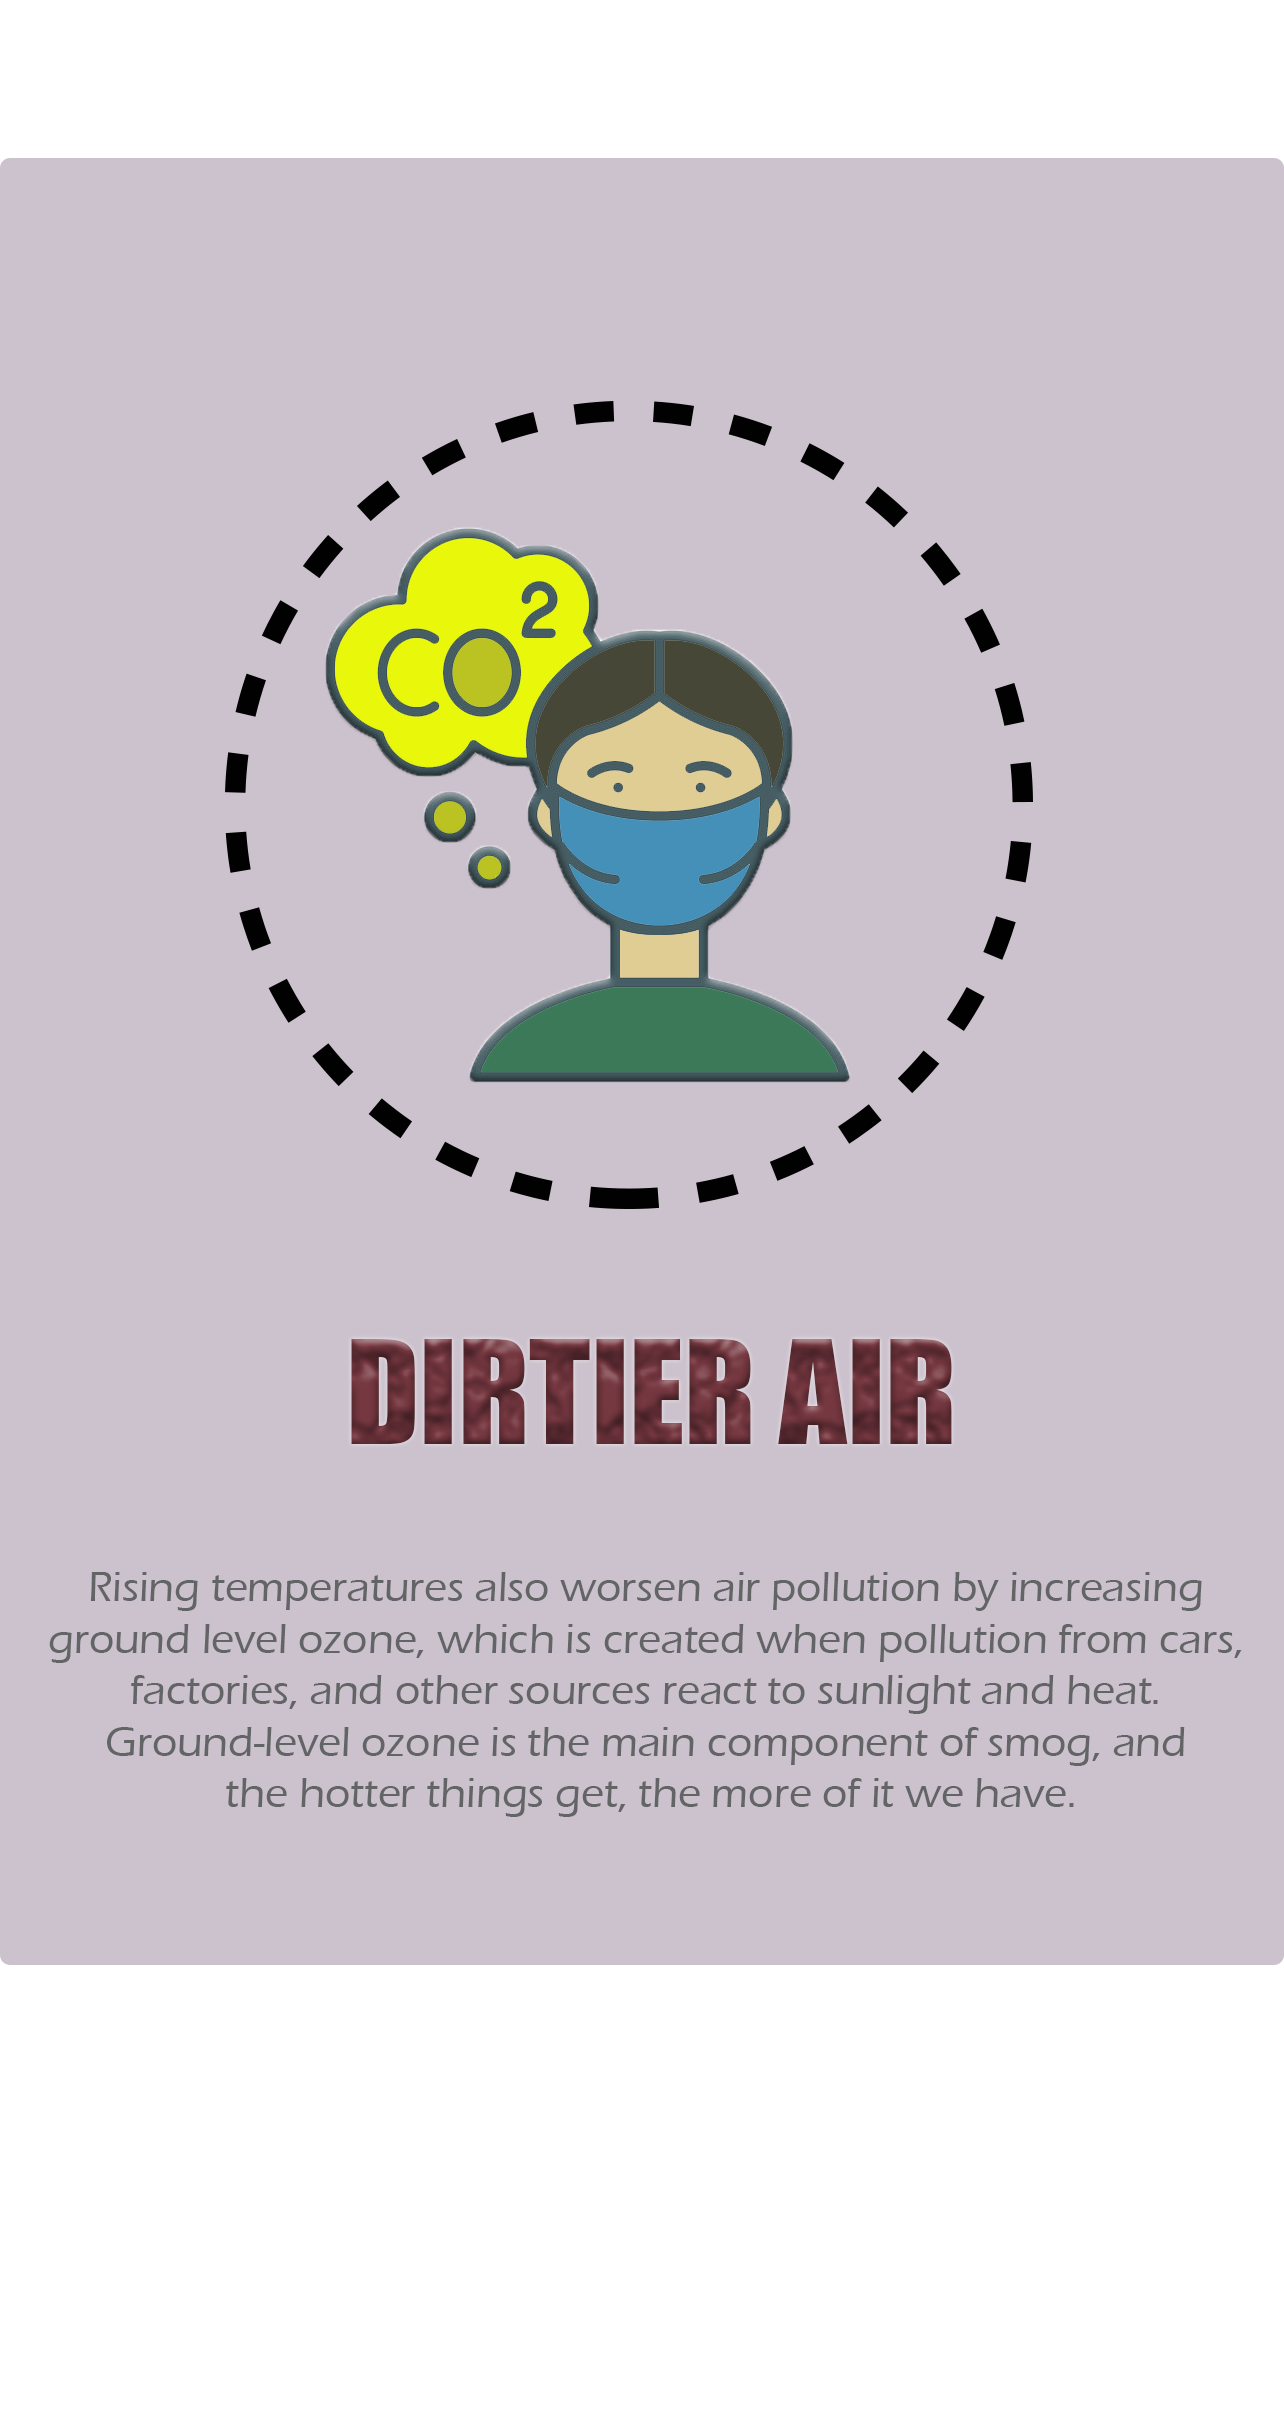 CO²
DIRTIER AIR
Rising temperatures also worsen air pollution by increasing
ground level ozone, which is created when pollution from cars,
factories, and other sources react to sunlight and heat.
Ground-level ozone is the main component of smog, and
the hotter things get, the more of it we have.